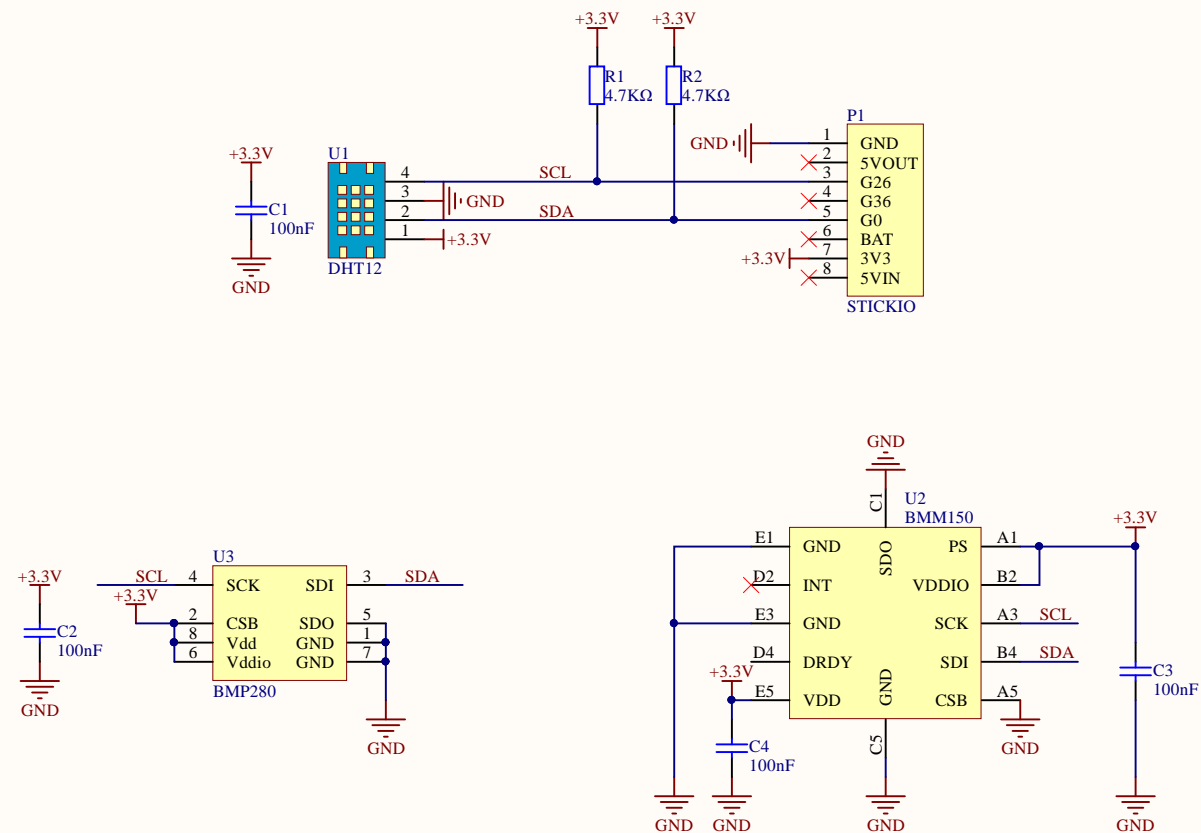 +3.3V
+3.3V
R1
4.7KΩ
R2
4.7KΩ
+3.3V
C1
100nF
GND
U1
4
3
2
1
DHT12
SCL
GND
SDA
+3.3V
P1
GND
1 GND
2 5VOUT
3 G26
4 G36
5 G0
6 BAT
+3.3V 7 3V3
8 5VIN
STICKIO
+3.3V
C2
100nF
GND
U3
SCL 4 SCK SDI 3 SDA
+3.3V
2 CSB SDO 5
8 Vdd GND 1
6 Vddio GND 7
BMP280
GND
GND
C1
U2
BMM150
SDO
E1 GND PS A1
D2 INT VDDIO B2
E3 GND SCK A3 SCL
D4 DRDY SDI B4 SDA
E5 VDD CSB A5
GND
C5
+3.3V
C4
100nF
GND
+3.3V
C3
100nF
GND
GND
GND
GND